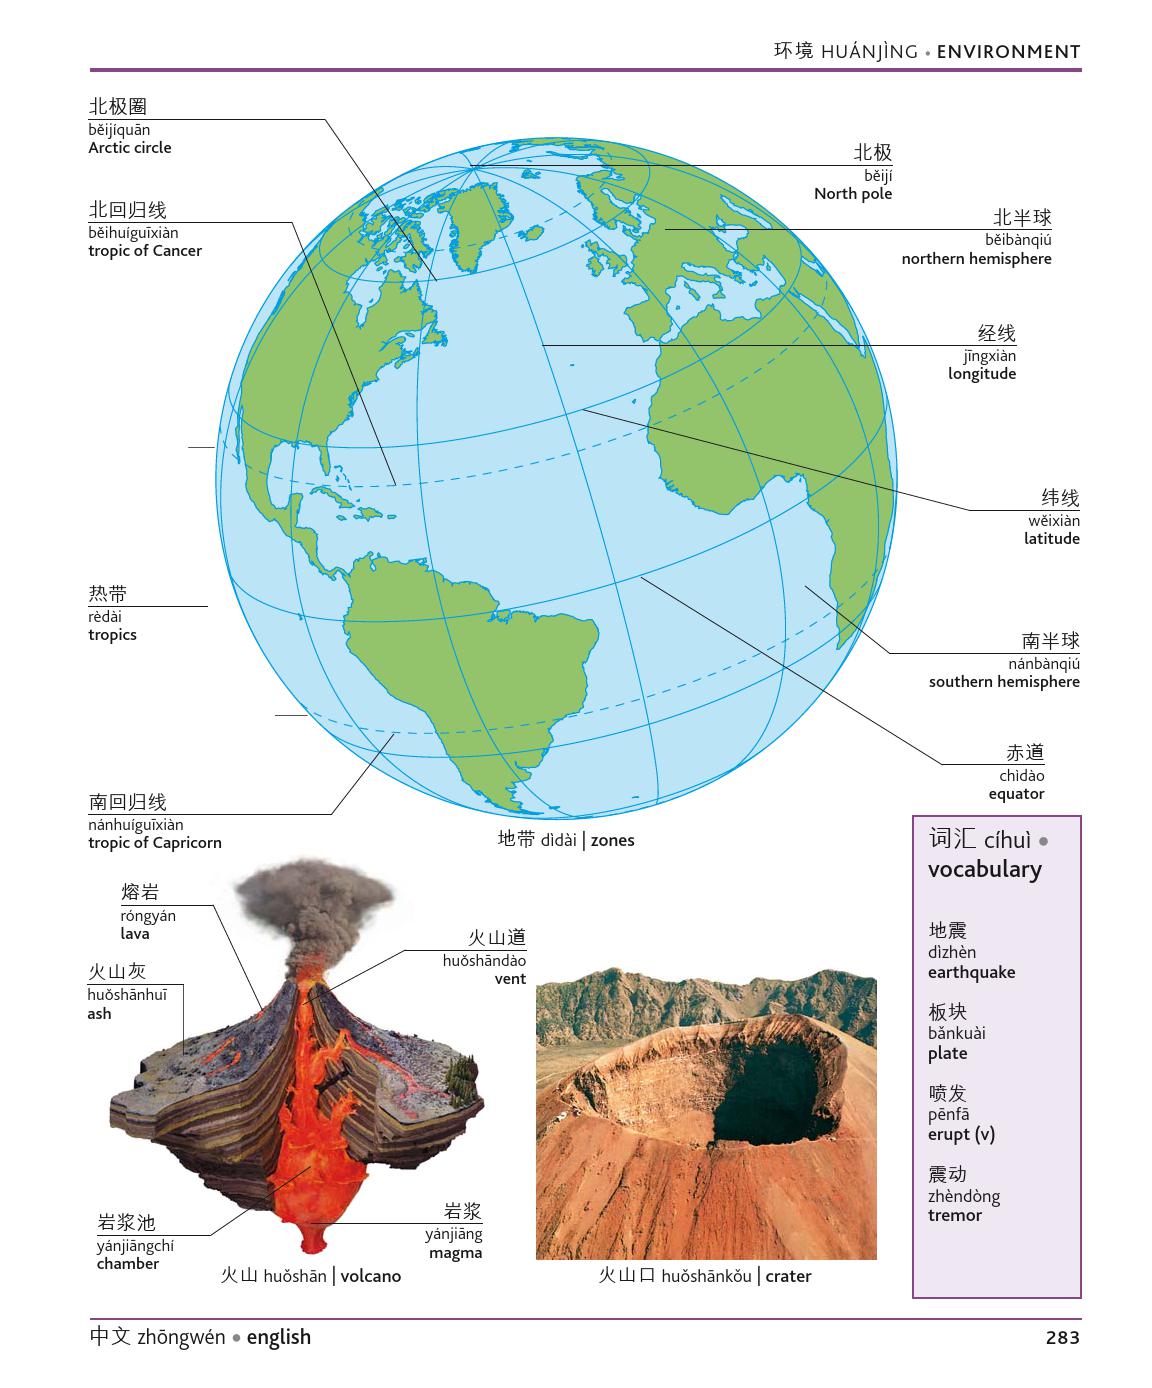 环境 HUÁNJÌNG • ENVIRONMENT
北极圈
běijíquān
Arctic circle
北极
běijí
North pole
北回归线
běihuíguīxiàn
tropic of Cancer
北半球
běibànqiú
northern hemisphere
经线
jīngxiàn
longitude
纬线
wěixiàn
latitude
热带
rèdài
tropics
南半球
nánbànqiú
southern hemisphere
赤道
chìdào
equator
南回归线
nánhuíguīxiàn
tropic of Capricorn
地带 dìdài | zones
熔岩
róngyán
lava
火山道
huǒshāndào
vent
火山灰
huǒshānhuī
ash
岩浆池
yánjiāngchí
chamber
岩浆
yánjiāng
magma
火山 huǒshān | volcano
火山口 huǒshānkǒu | crater
词汇 cíhuì •
vocabulary
地震
dìzhèn
earthquake
板块
bǎnkuài
plate
喷发
pēnfā
erupt (v)
震动
zhèndòng
tremor
中文 zhōngwén • english
283